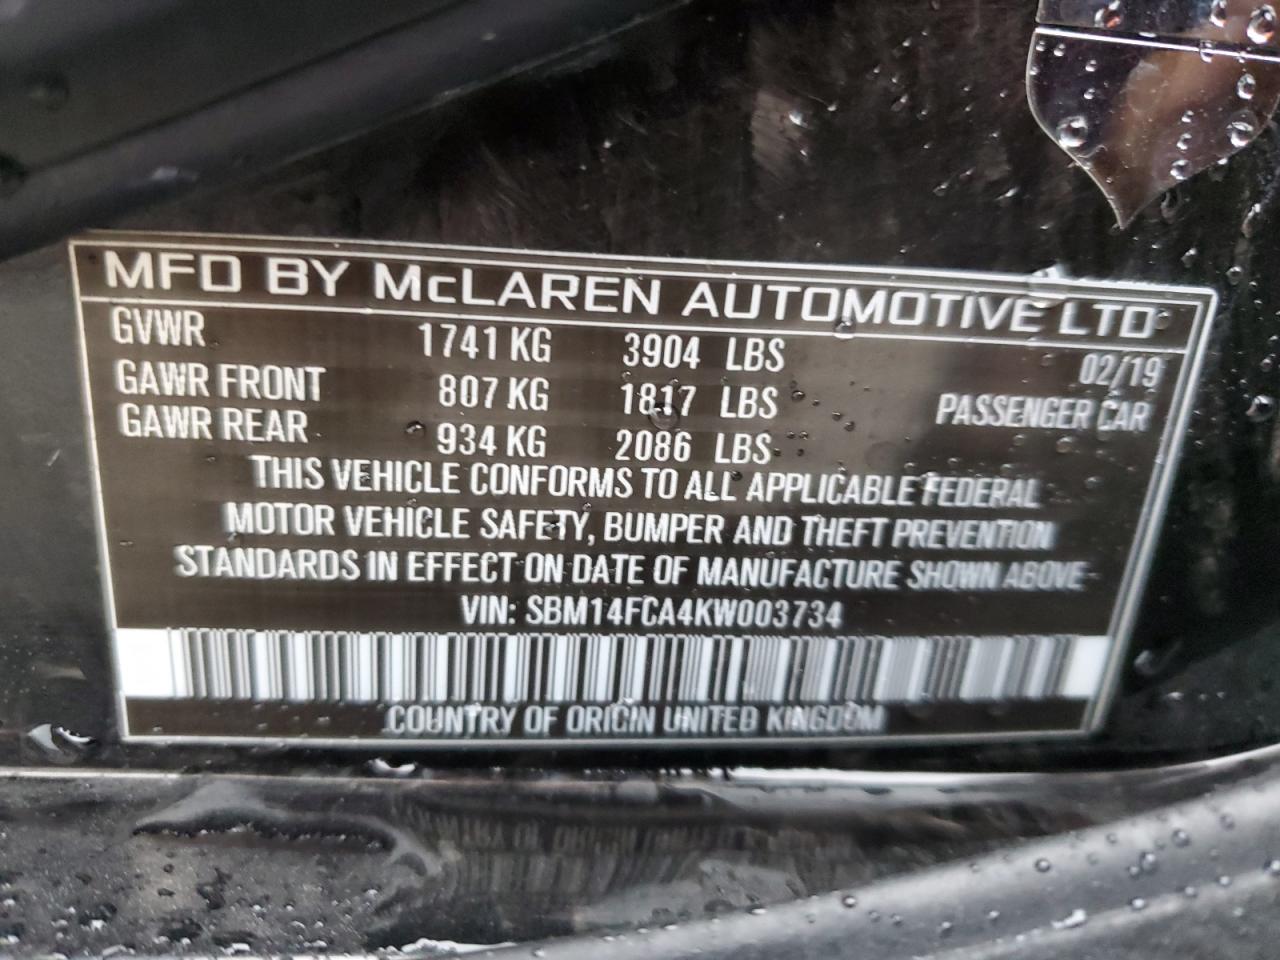 MFD BY McLAREN AUTOMOTIVE LTD
GVWR 1741 KG 3904 LBS 02/19
GAWR FRONT 807 KG 1817 LBS PASSENGER CAR
GAWR REAR 934 KG 2086 LBS
THIS VEHICLE CONFORMS TO ALL APPLICABLE FEDERAL
MOTOR VEHICLE SAFETY, BUMPER AND THEFT PREVENTION
STANDARDS IN EFFECT ON DATE OF MANUFACTURE SHOWN ABOVE
VIN: SBM14FCA4KW003734
COUNTRY OF ORIGIN UNITED KINGDOM